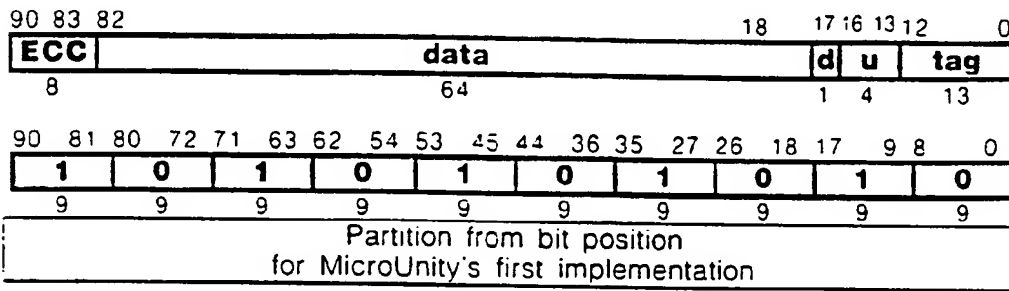 90 83 82 18 17 16 13 12 0
ECC data d u tag
8 64 1 4 13
90 81 80 72 71 63 62 54 53 45 44 36 35 27 26 18 17 9 8 0
1 0 1 0 1 0 1 0 1 0
9 9 9 9 9 9 9 9 9 9
Partition from bit position
for MicroUnity's first implementation